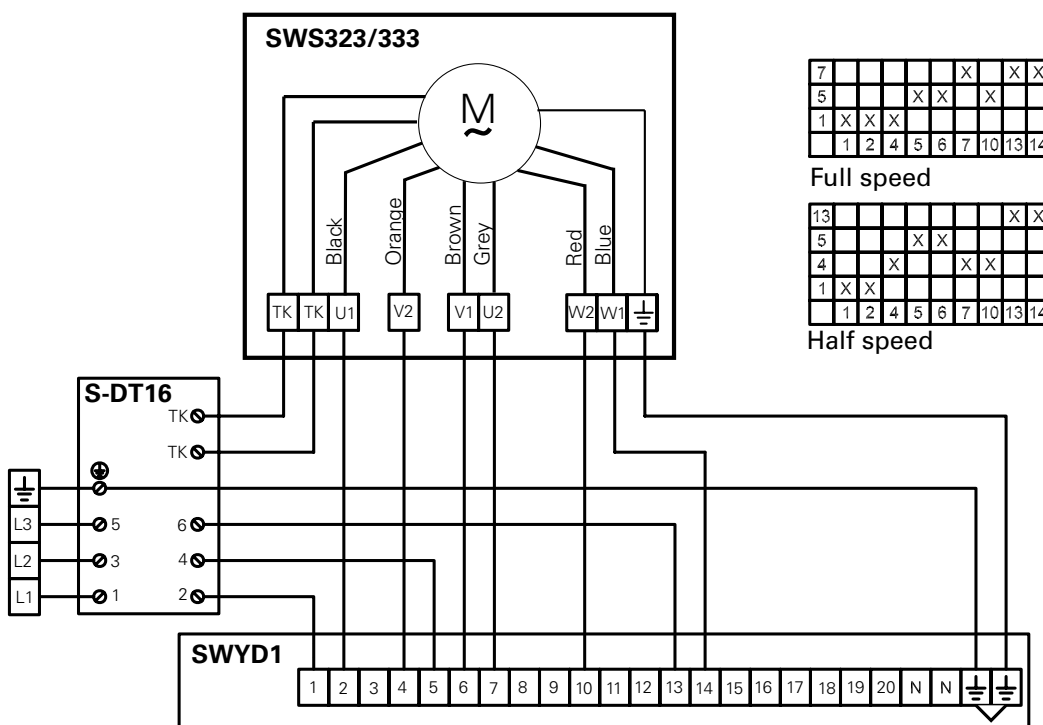 SWS323/333
M
~
Black
Orange
Brown
Grey
Red
Blue
TK TK U1 V2 V1 U2 W2 W1
7 X X X
5 X X X
1 X X X
1 2 4 5 6 7 10 13 14
Full speed
13 X X
5 X X
4 X X X
1 X X
1 2 4 5 6 7 10 13 14
Half speed
S-DT16
TK
TK
L3 5 6
L2 3 4
L1 1 2
SWYD1
1 2 3 4 5 6 7 8 9 10 11 12 13 14 15 16 17 18 19 20 N N